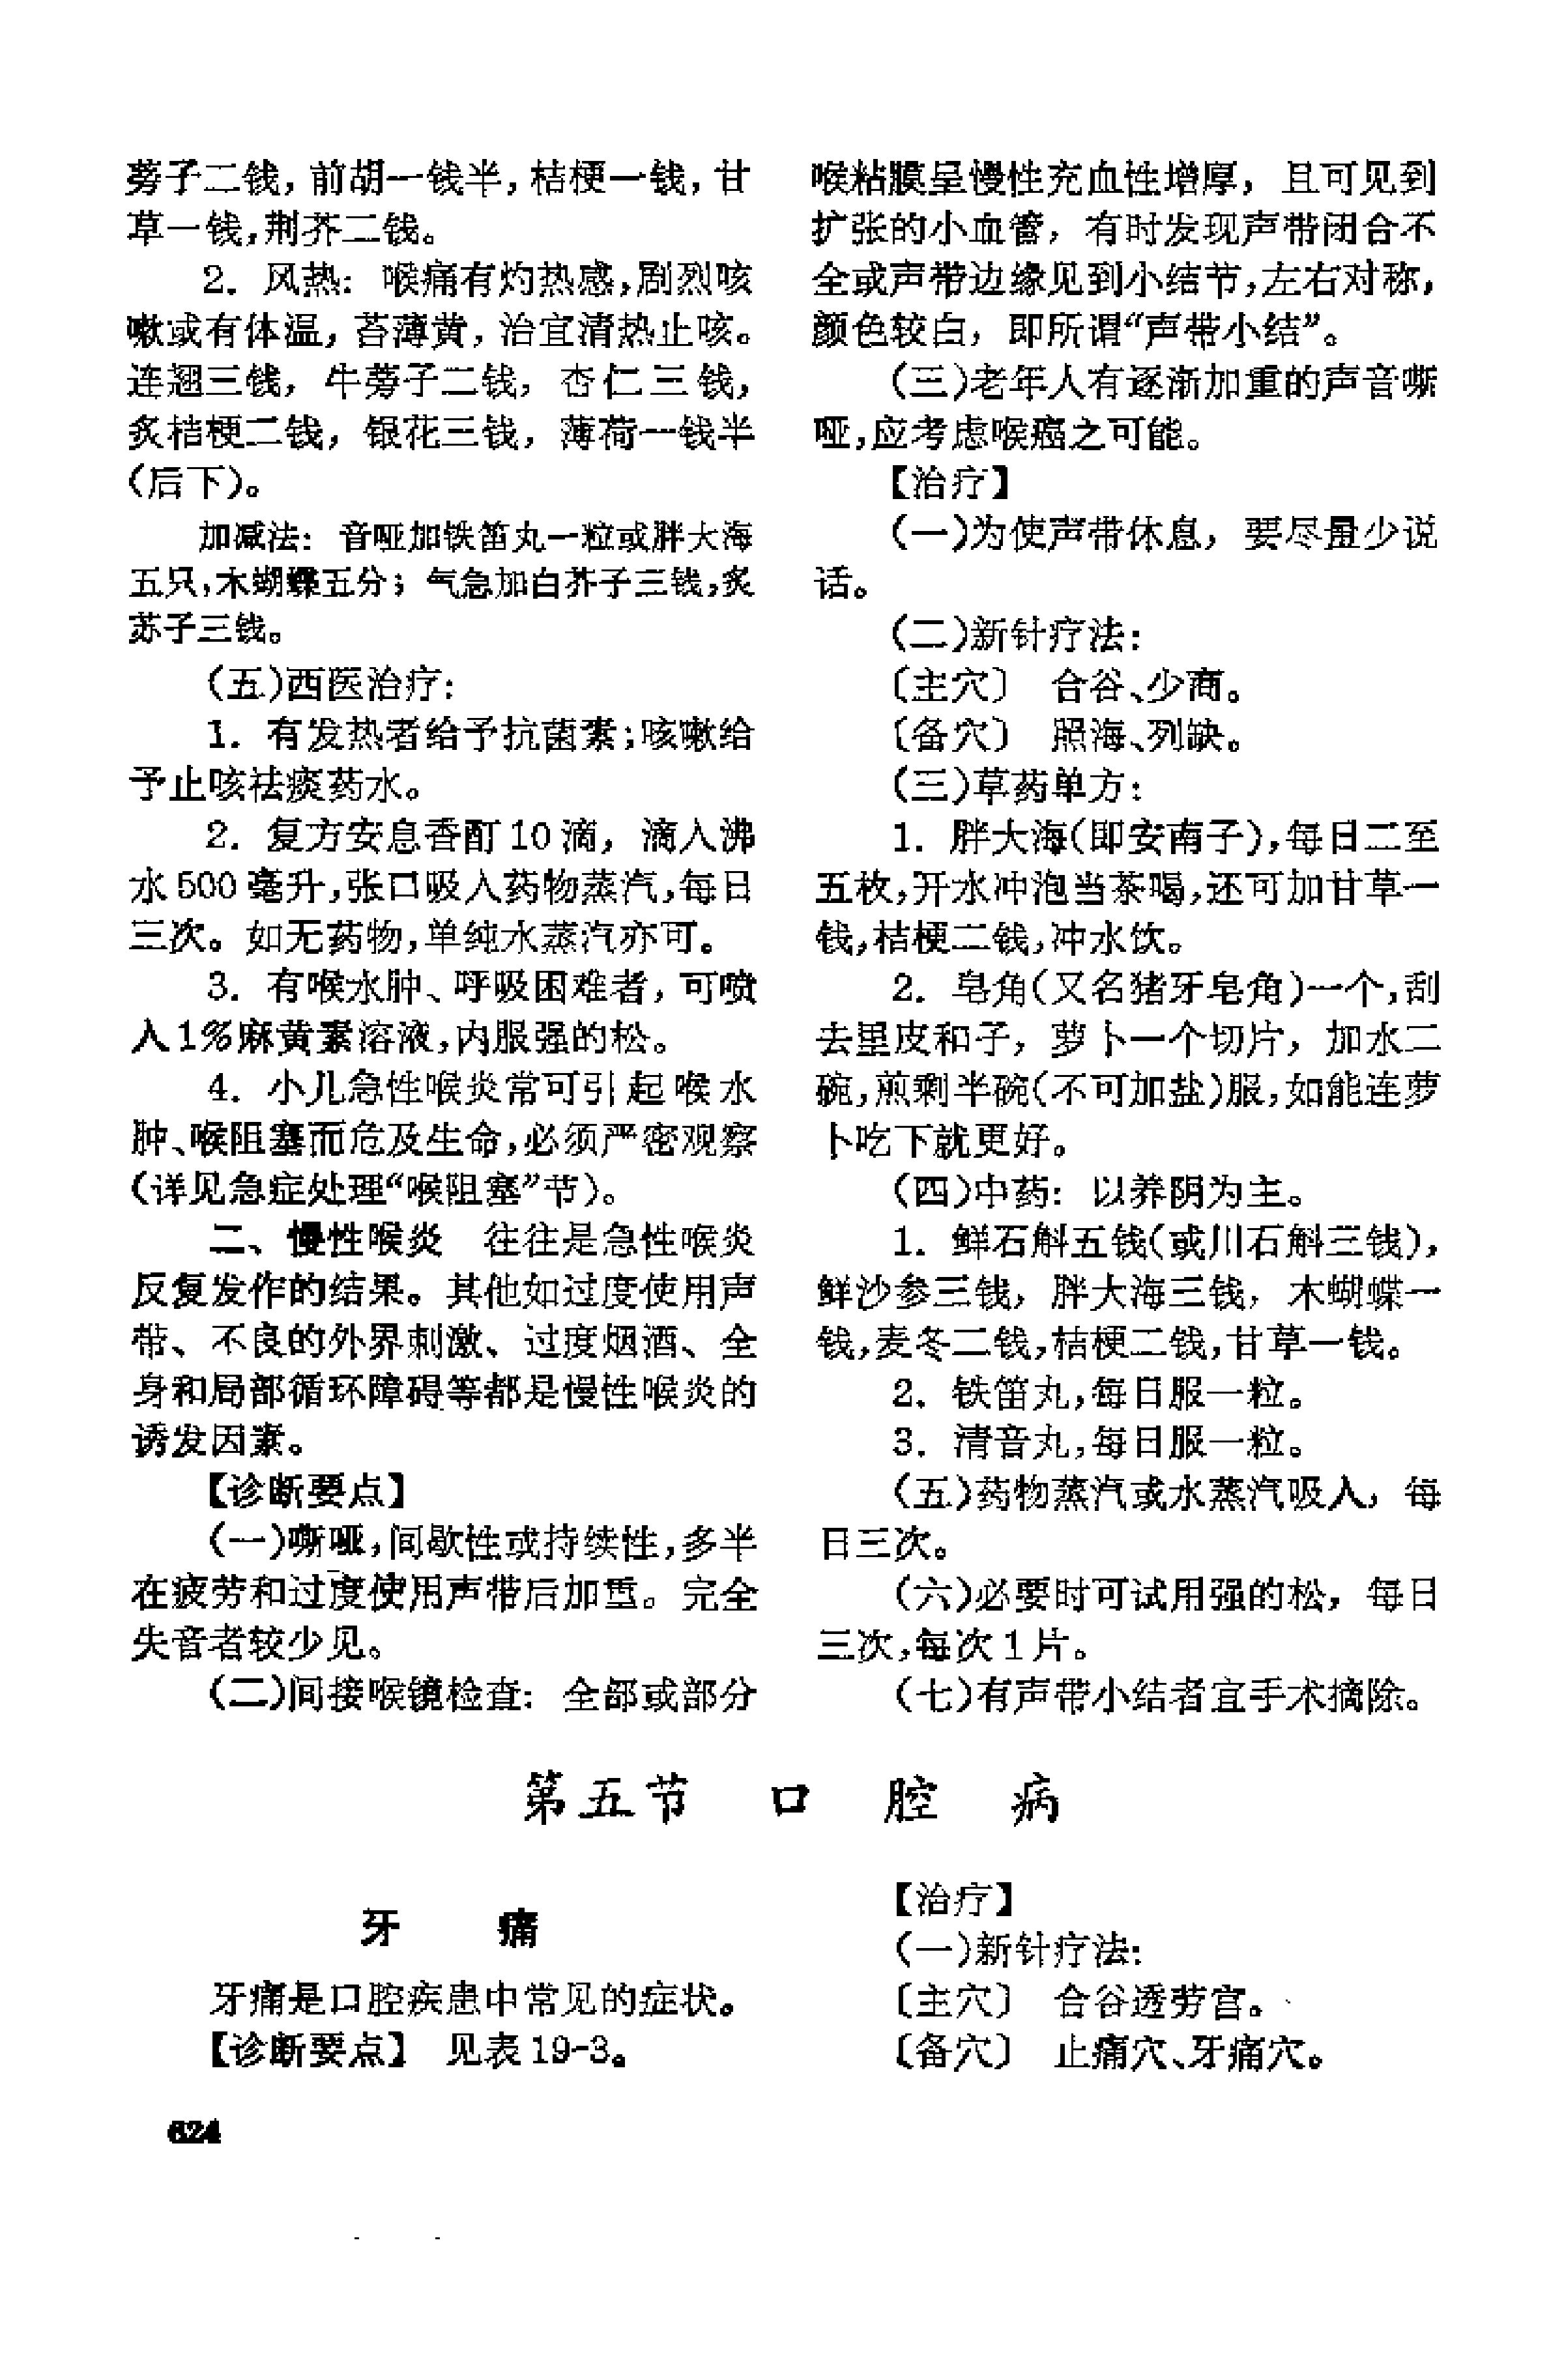 蒡子二钱，前胡一钱半，桔梗一钱，甘
草一钱，荆芥二钱。
2. 风热：喉痛有灼热感，剧烈咳
嗽或有体温，苔薄黄，治宜清热止咳。
连翘三钱，牛蒡子二钱，杏仁三钱，
炙桔梗二钱，银花三钱，薄荷一钱半
（后下）。
加减法：音哑加铁笛丸一粒或胖大海
五只，木蝴蝶五分；气急加白芥子三钱，炙
苏子三钱。
（五）西医治疗：
1. 有发热者给予抗菌素；咳嗽给
予止咳祛痰药水。
2. 复方安息香酊10滴，滴入沸
水500毫升，张口吸入药物蒸汽，每日
三次。如无药物，单纯水蒸汽亦可。
3. 有喉水肿、呼吸困难者，可喷
入1%麻黄素溶液，内服强的松。
4. 小儿急性喉炎常可引起喉水
肿、喉阻塞而危及生命，必须严密观察
（详见急症处理“喉阻塞”节）。
二、慢性喉炎　往往是急性喉炎
反复发作的结果。其他如过度使用声
带、不良的外界刺激、过度烟酒、全
身和局部循环障碍等都是慢性喉炎的
诱发因素。
【诊断要点】
（一）嘶哑，间歇性或持续性，多半
在疲劳和过度使用声带后加重。完全
失音者较少见。
（二）间接喉镜检查：全部或部分
喉粘膜呈慢性充血性增厚，且可见到
扩张的小血管，有时发现声带闭合不
全或声带边缘见到小结节，左右对称，
颜色较白，即所谓“声带小结”。
（三）老年人有逐渐加重的声音嘶
哑，应考虑喉癌之可能。
【治疗】
（一）为使声带休息，要尽量少说
话。
（二）新针疗法：
〔主穴〕　合谷、少商。
〔备穴〕　照海、列缺。
（三）草药单方：
1. 胖大海（即安南子），每日二至
五枚，开水冲泡当茶喝，还可加甘草一
钱，桔梗二钱，冲水饮。
2. 皂角（又名猪牙皂角）一个，刮
去里皮和子，萝卜一个切片，加水二
碗，煎剩半碗（不可加盐）服，如能连萝
卜吃下就更好。
（四）中药：以养阴为主。
1. 鲜石斛五钱（或川石斛三钱），
鲜沙参三钱，胖大海三钱，木蝴蝶一
钱，麦冬二钱，桔梗二钱，甘草一钱。
2. 铁笛丸，每日服一粒。
3. 清音丸，每日服一粒。
（五）药物蒸汽或水蒸汽吸入，每
日三次。
（六）必要时可试用强的松，每日
三次，每次1片。
（七）有声带小结者宜手术摘除。
第五节　口　腔　病
牙　痛
牙痛是口腔疾患中常见的症状。
【诊断要点】　见表19-3。
【治疗】
（一）新针疗法：
〔主穴〕　合谷透劳宫。
〔备穴〕　止痛穴、牙痛穴。
624